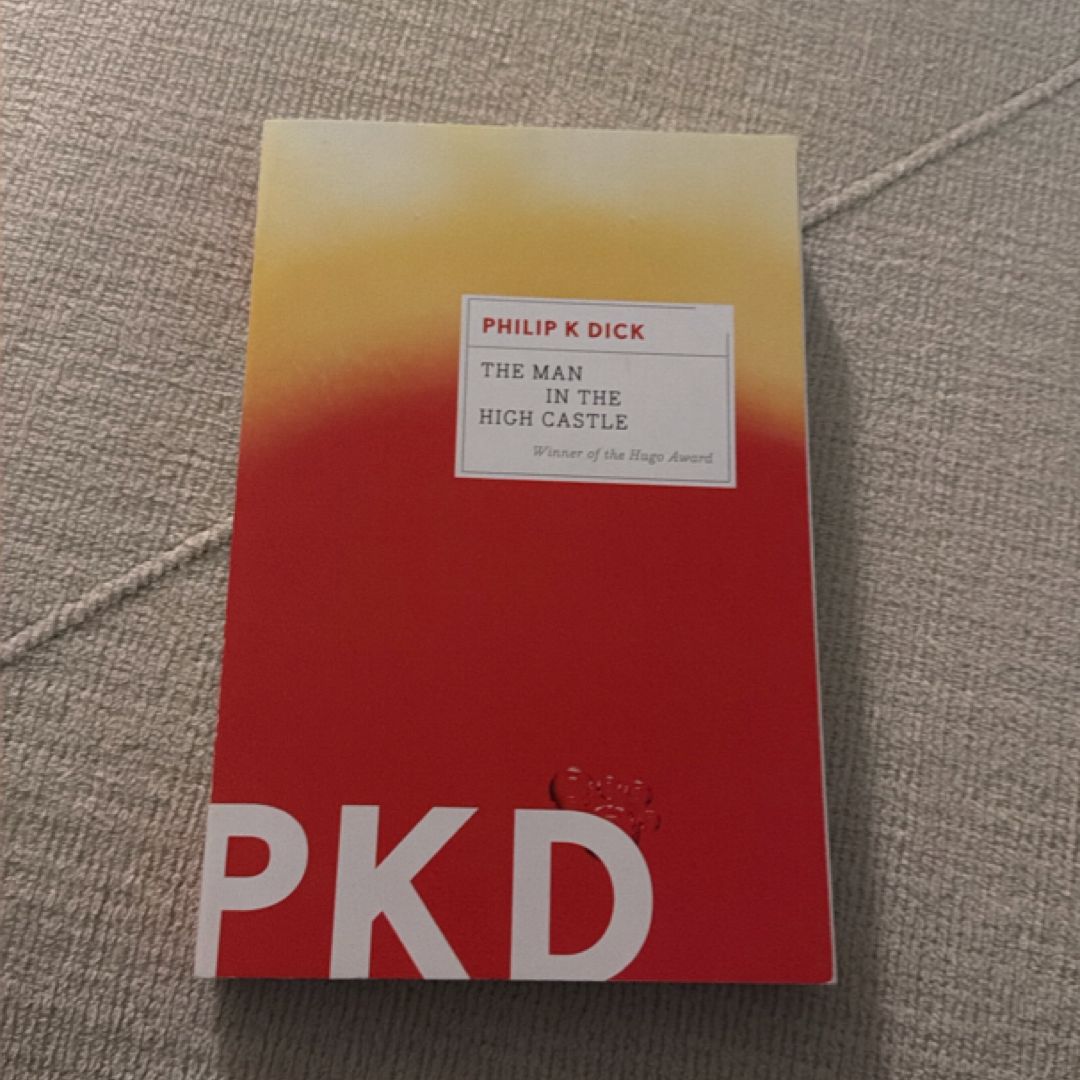 PHILIP K DICK
THE MAN
IN THE
HIGH CASTLE
Winner of the Hugo Award
PKD